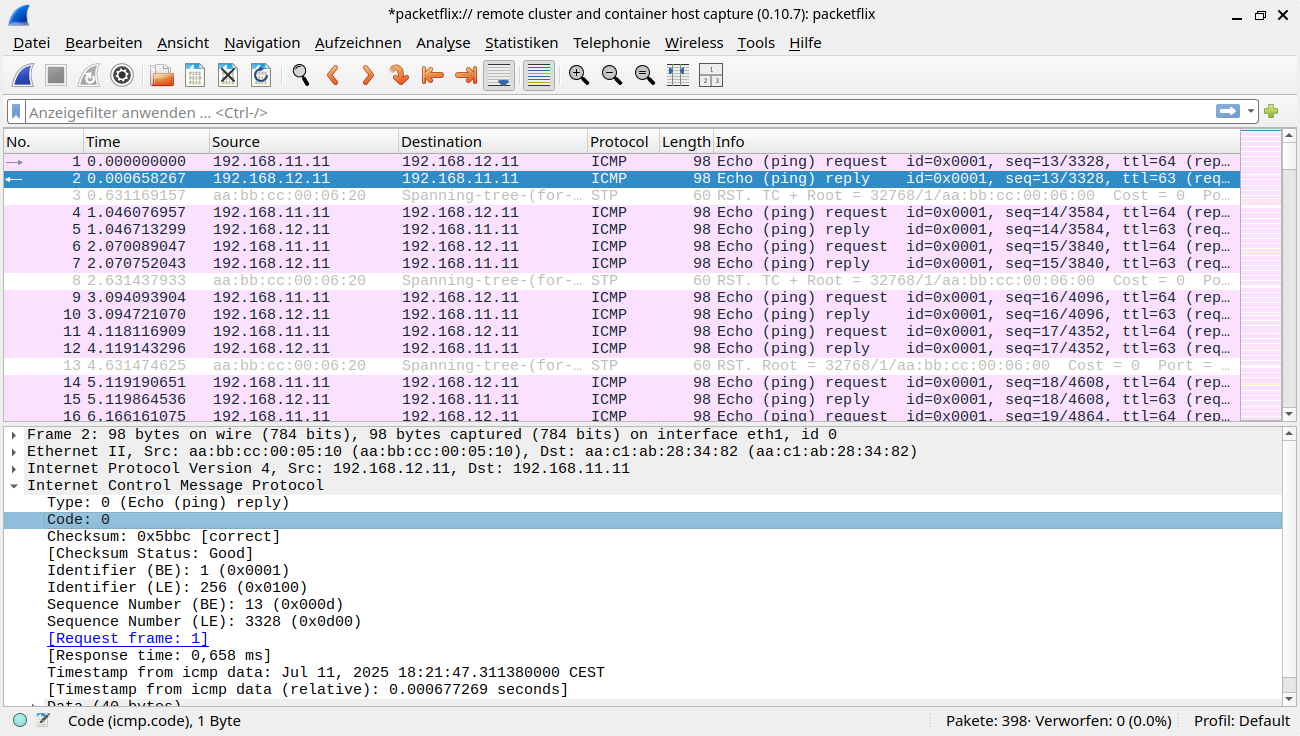 *packetflix:// remote cluster and container host capture (0.10.7): packetflix
Datei Bearbeiten Ansicht Navigation Aufzeichnen Analyse Statistiken Telephonie Wireless Tools Hilfe
Anzeigefilter anwenden ... <Ctrl-/>
No. Time Source Destination Protocol Length Info
1 0.000000000 192.168.11.11 192.168.12.11 ICMP 98 Echo (ping) request id=0x0001, seq=13/3328, ttl=64 (rep…
2 0.000658267 192.168.12.11 192.168.11.11 ICMP 98 Echo (ping) reply id=0x0001, seq=13/3328, ttl=63 (req…
3 0.631169157 aa:bb:cc:00:06:20 Spanning-tree-(for-… STP 60 RST. TC + Root = 32768/1/aa:bb:cc:00:06:00 Cost = 0 Po…
4 1.046076957 192.168.11.11 192.168.12.11 ICMP 98 Echo (ping) request id=0x0001, seq=14/3584, ttl=64 (rep…
5 1.046713299 192.168.12.11 192.168.11.11 ICMP 98 Echo (ping) reply id=0x0001, seq=14/3584, ttl=63 (req…
6 2.070089047 192.168.11.11 192.168.12.11 ICMP 98 Echo (ping) request id=0x0001, seq=15/3840, ttl=64 (rep…
7 2.070752043 192.168.12.11 192.168.11.11 ICMP 98 Echo (ping) reply id=0x0001, seq=15/3840, ttl=63 (req…
8 2.631437933 aa:bb:cc:00:06:20 Spanning-tree-(for-… STP 60 RST. TC + Root = 32768/1/aa:bb:cc:00:06:00 Cost = 0 Po…
9 3.094093904 192.168.11.11 192.168.12.11 ICMP 98 Echo (ping) request id=0x0001, seq=16/4096, ttl=64 (rep…
10 3.094721070 192.168.12.11 192.168.11.11 ICMP 98 Echo (ping) reply id=0x0001, seq=16/4096, ttl=63 (req…
11 4.118116909 192.168.11.11 192.168.12.11 ICMP 98 Echo (ping) request id=0x0001, seq=17/4352, ttl=64 (rep…
12 4.119143296 192.168.12.11 192.168.11.11 ICMP 98 Echo (ping) reply id=0x0001, seq=17/4352, ttl=63 (req…
13 4.631474625 aa:bb:cc:00:06:20 Spanning-tree-(for-… STP 60 RST. Root = 32768/1/aa:bb:cc:00:06:00 Cost = 0 Port = …
14 5.119190651 192.168.11.11 192.168.12.11 ICMP 98 Echo (ping) request id=0x0001, seq=18/4608, ttl=64 (rep…
15 5.119864536 192.168.12.11 192.168.11.11 ICMP 98 Echo (ping) reply id=0x0001, seq=18/4608, ttl=63 (req…
16 6.166161075 192.168.11.11 192.168.12.11 ICMP 98 Echo (ping) request id=0x0001, seq=19/4864, ttl=64 (rep…
Frame 2: 98 bytes on wire (784 bits), 98 bytes captured (784 bits) on interface eth1, id 0
Ethernet II, Src: aa:bb:cc:00:05:10 (aa:bb:cc:00:05:10), Dst: aa:c1:ab:28:34:82 (aa:c1:ab:28:34:82)
Internet Protocol Version 4, Src: 192.168.12.11, Dst: 192.168.11.11
Internet Control Message Protocol
Type: 0 (Echo (ping) reply)
Code: 0
Checksum: 0x5bbc [correct]
[Checksum Status: Good]
Identifier (BE): 1 (0x0001)
Identifier (LE): 256 (0x0100)
Sequence Number (BE): 13 (0x000d)
Sequence Number (LE): 3328 (0x0d00)
[Request frame: 1]
[Response time: 0,658 ms]
Timestamp from icmp data: Jul 11, 2025 18:21:47.311380000 CEST
[Timestamp from icmp data (relative): 0.000677269 seconds]
Data (40 bytes)
Code (icmp.code), 1 Byte
Pakete: 398· Verworfen: 0 (0.0%)
Profil: Default